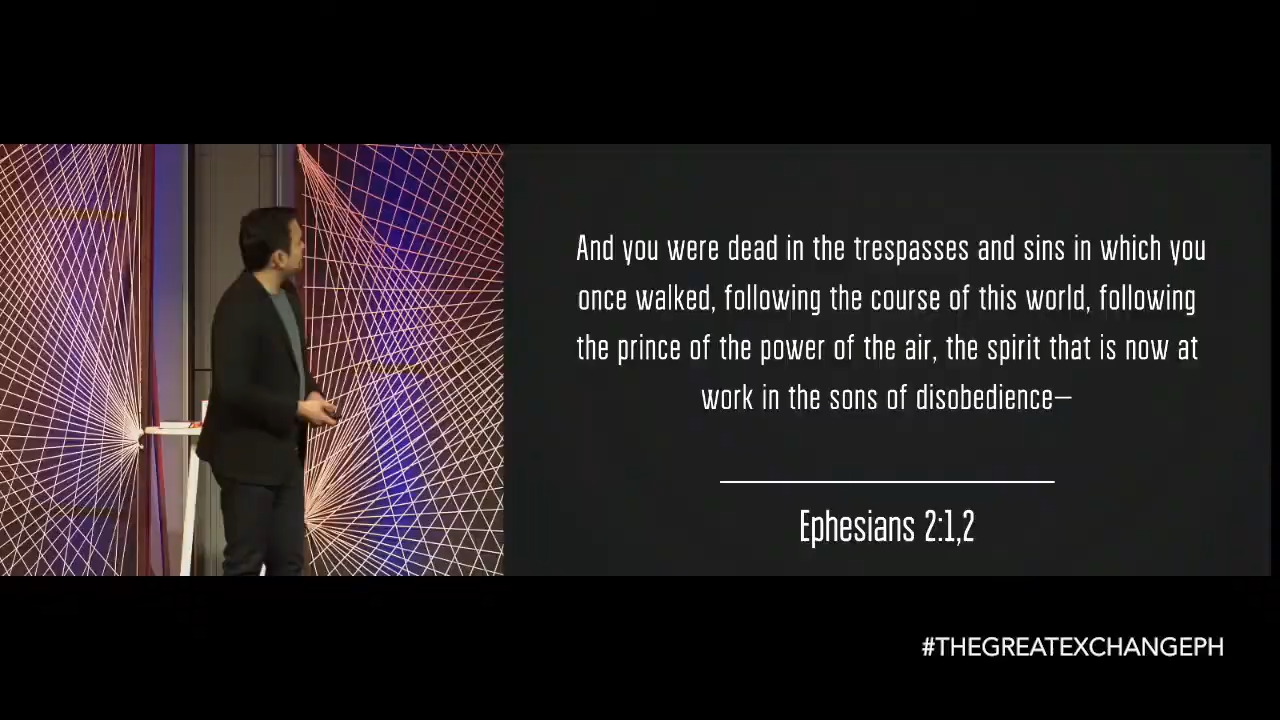 And you were dead in the trespasses and sins in which you
once walked, following the course of this world, following
the prince of the power of the air, the spirit that is now at
work in the sons of disobedience—
Ephesians 2:1,2
#THEGREATEXCHANGEPH